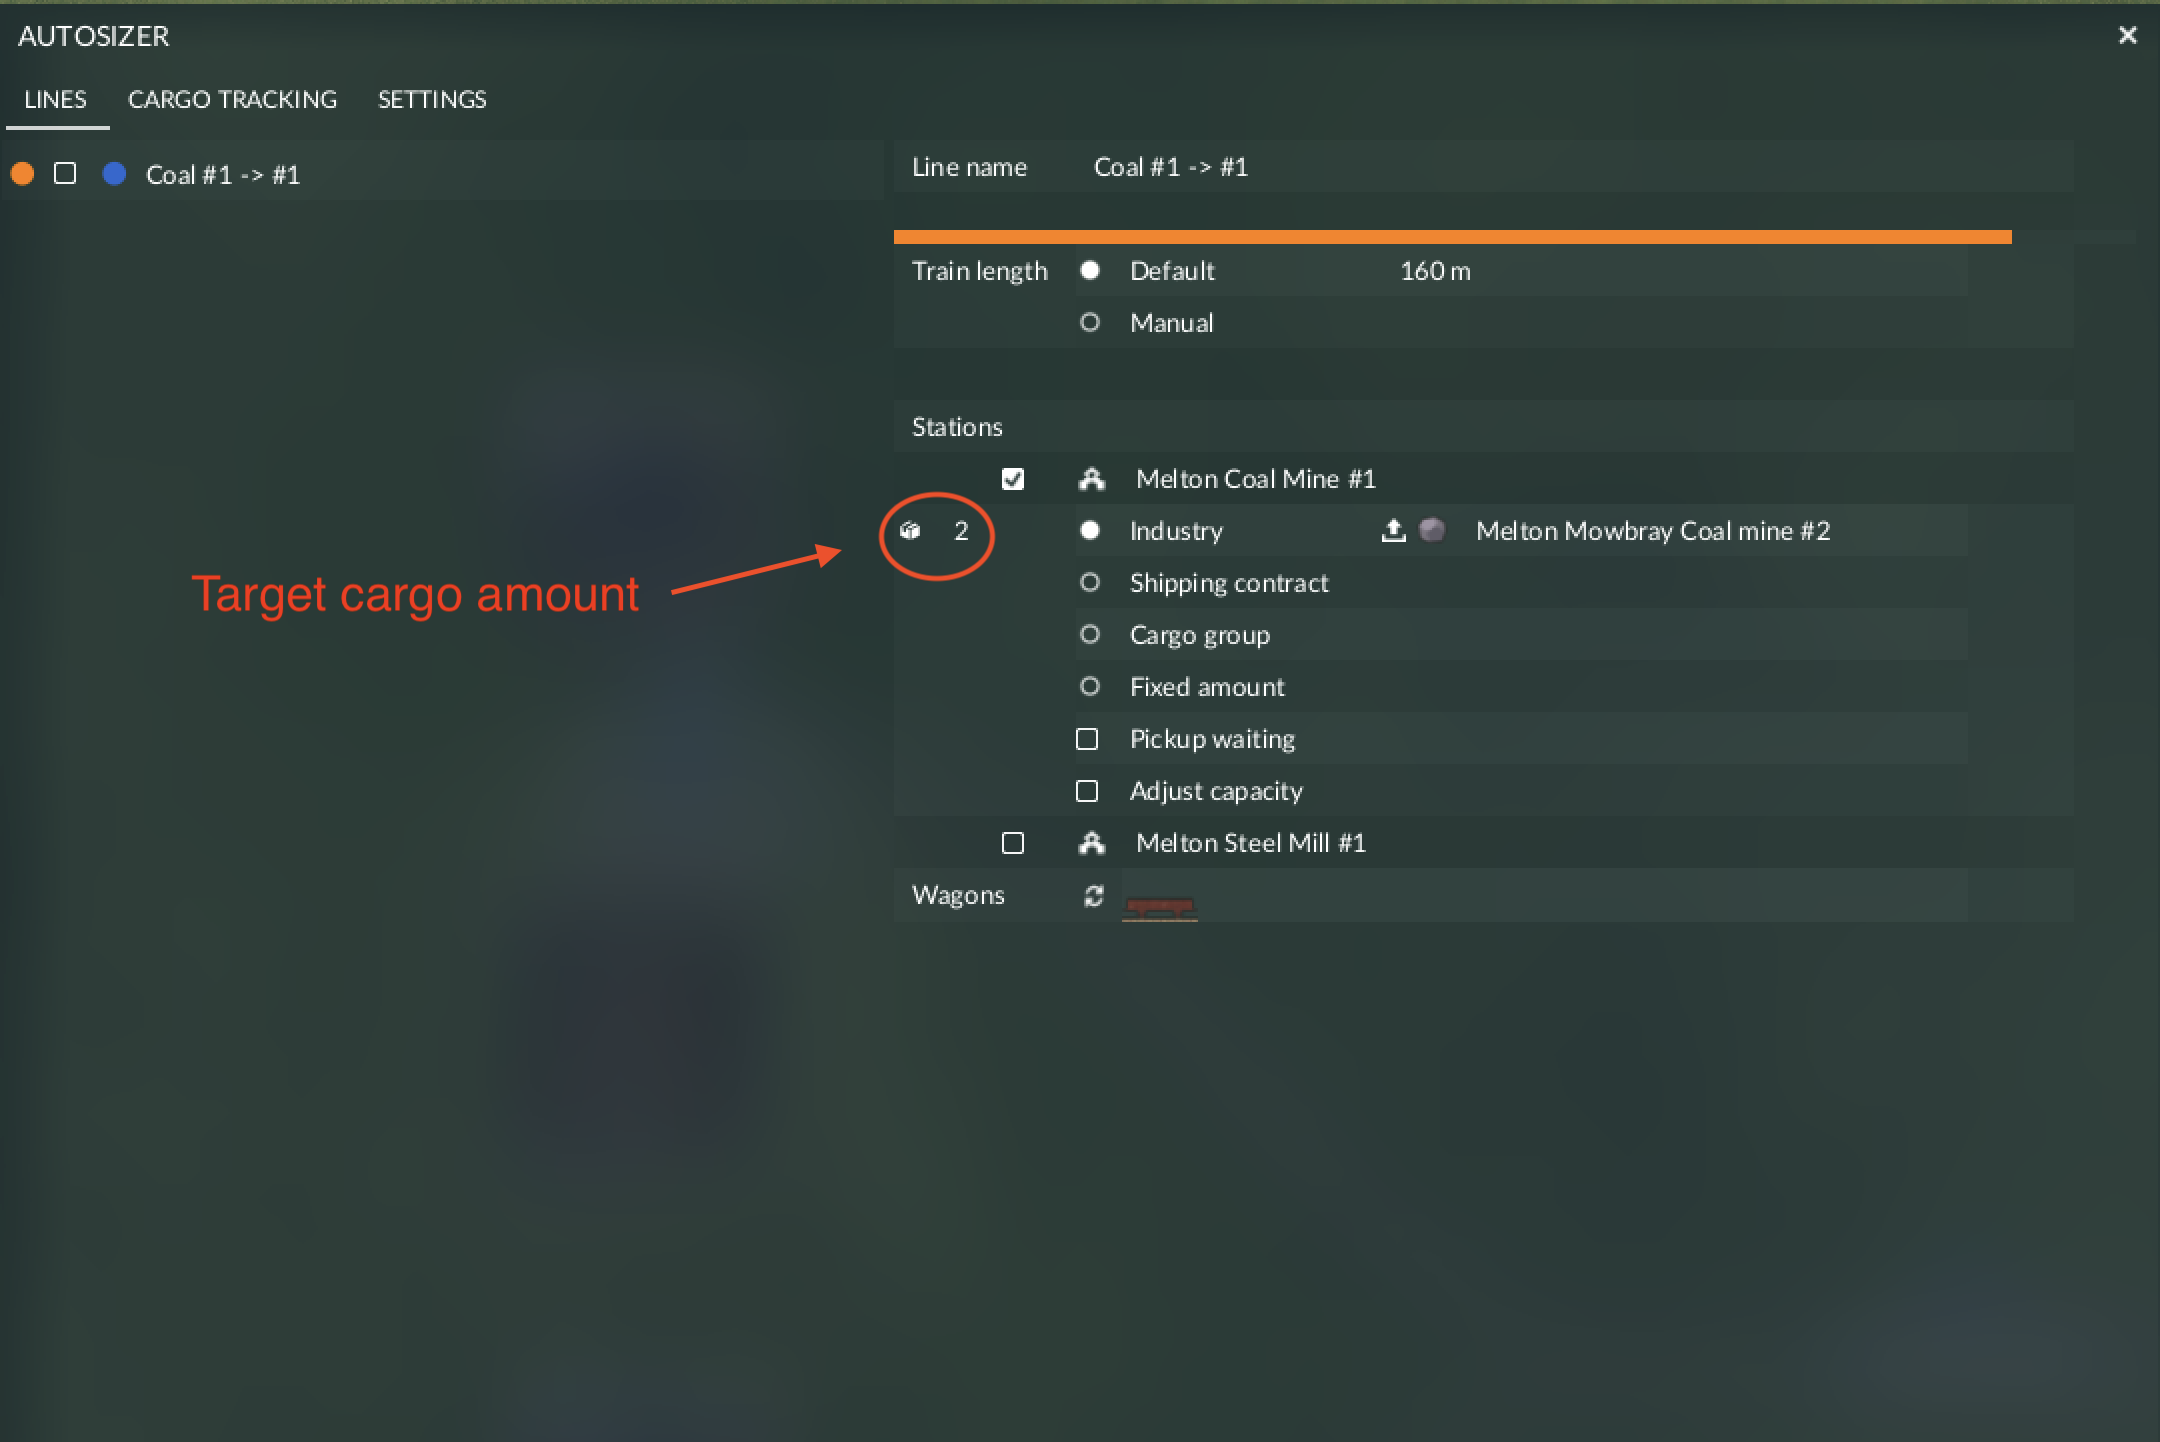 AUTOSIZER
LINES CARGO TRACKING SETTINGS
Coal #1 -> #1
Line name Coal #1 -> #1
Train length Default 160 m
Manual
Stations
Melton Coal Mine #1
2 Industry Melton Mowbray Coal mine #2
Target cargo amount
Shipping contract
Cargo group
Fixed amount
Pickup waiting
Adjust capacity
Melton Steel Mill #1
Wagons